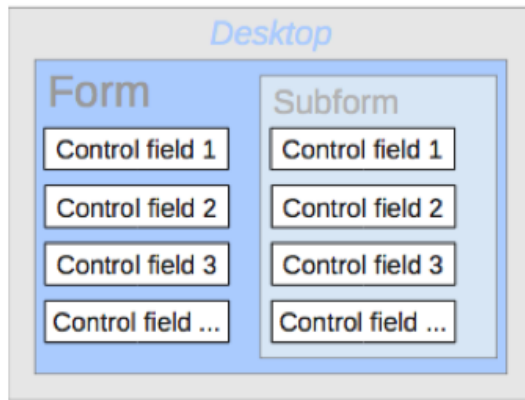 Desktop
Form
Control field 1
Control field 2
Control field 3
Control field ...
Subform
Control field 1
Control field 2
Control field 3
Control field ...